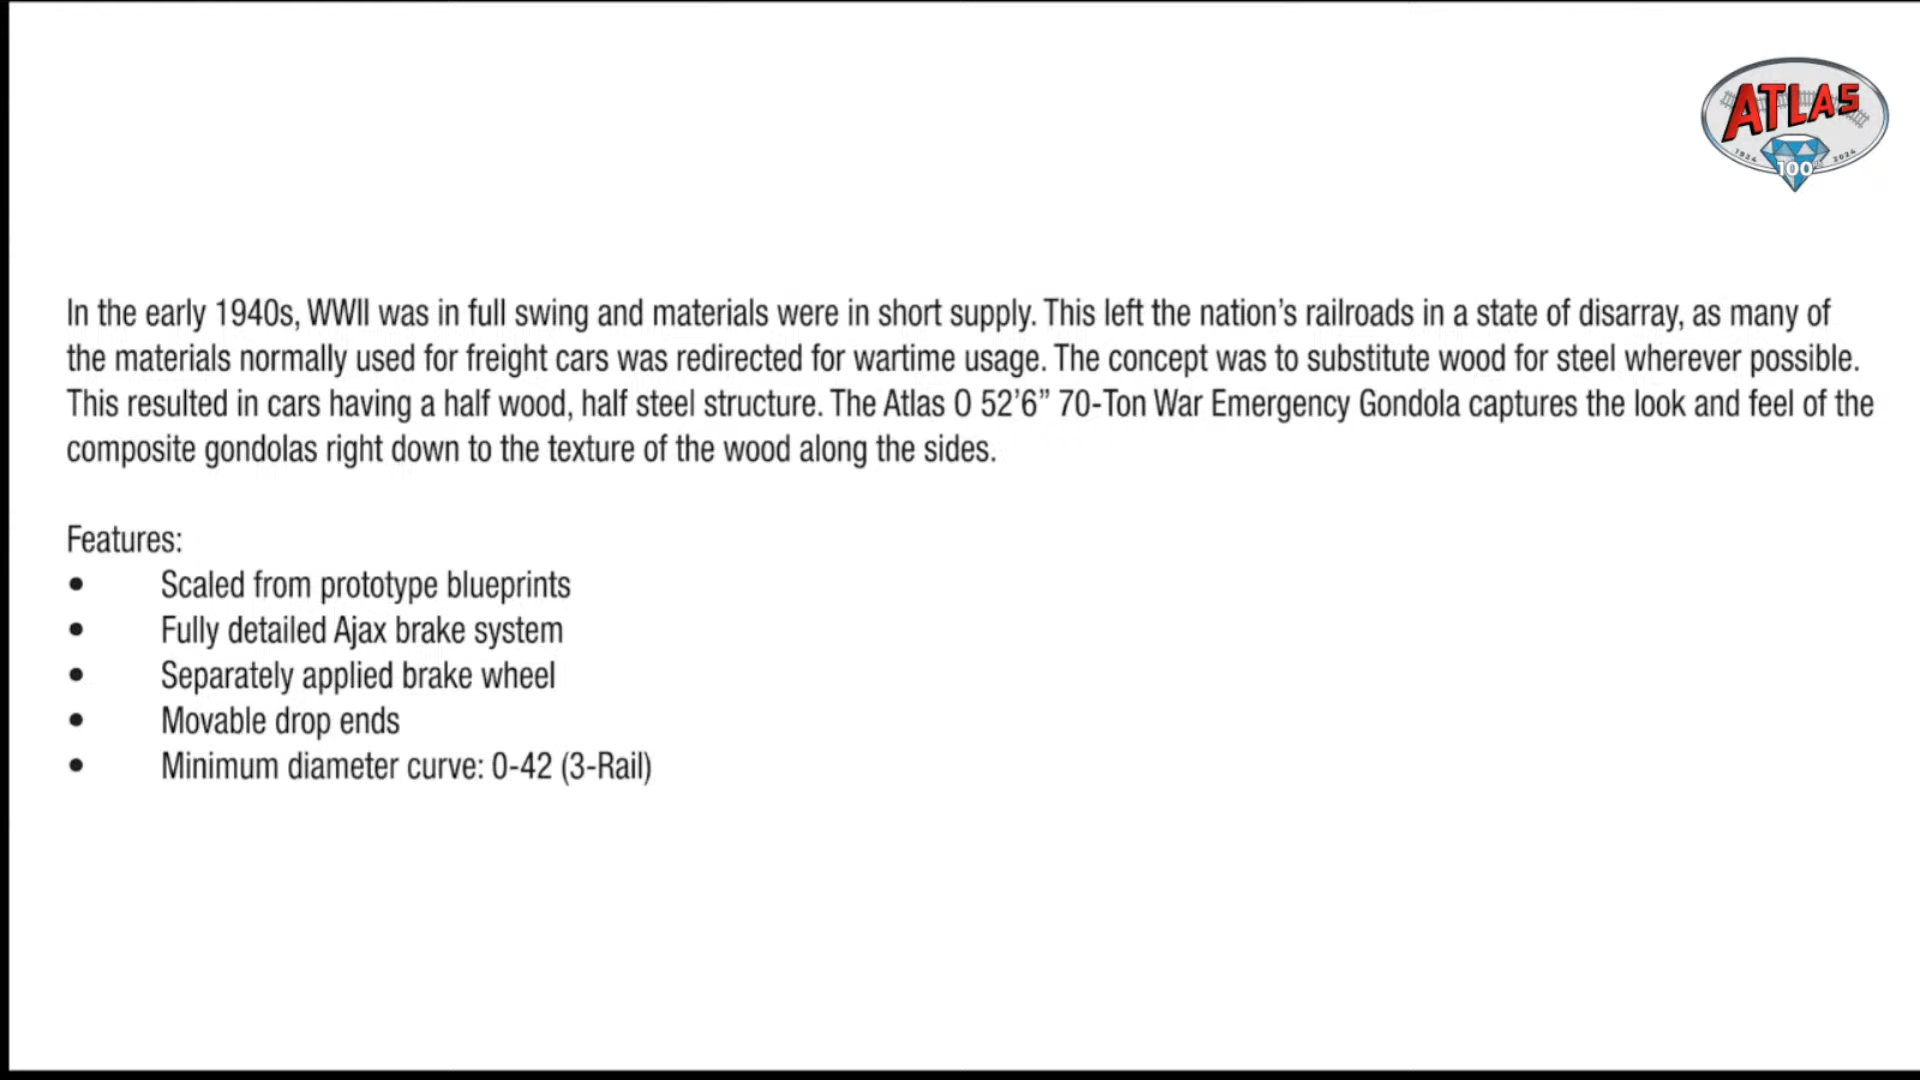 ATLAS
1924 2024
100
In the early 1940s, WWII was in full swing and materials were in short supply. This left the nation’s railroads in a state of disarray, as many of
the materials normally used for freight cars was redirected for wartime usage. The concept was to substitute wood for steel wherever possible.
This resulted in cars having a half wood, half steel structure. The Atlas O 52’6” 70-Ton War Emergency Gondola captures the look and feel of the
composite gondolas right down to the texture of the wood along the sides.
Features:
• Scaled from prototype blueprints
• Fully detailed Ajax brake system
• Separately applied brake wheel
• Movable drop ends
• Minimum diameter curve: 0-42 (3-Rail)